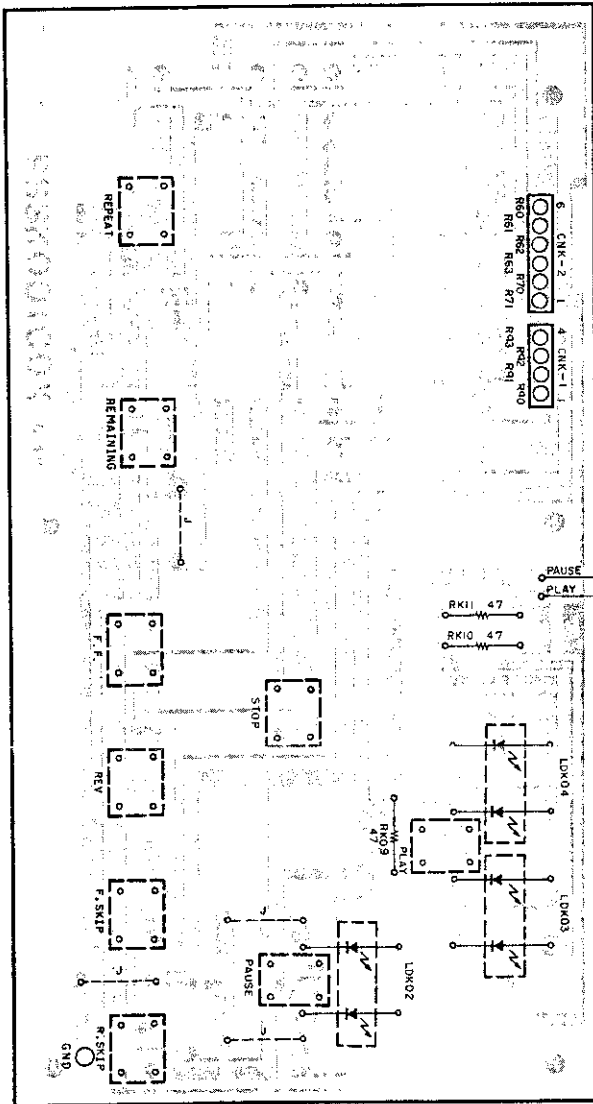 REPEAT
6 CNK-2 1
R60
R61
R62
R63
R70
R71
4 CNK-1 1
R93
R92
R91
R90
REMAINING
J
PAUSE
PLAY
RK11 47
RK10 47
F.F.
STOP
LDK04
REV
PLAY
RK09
47
LDK03
F.SKIP
J
PAUSE
LDK02
J
J
R.SKIP
GND